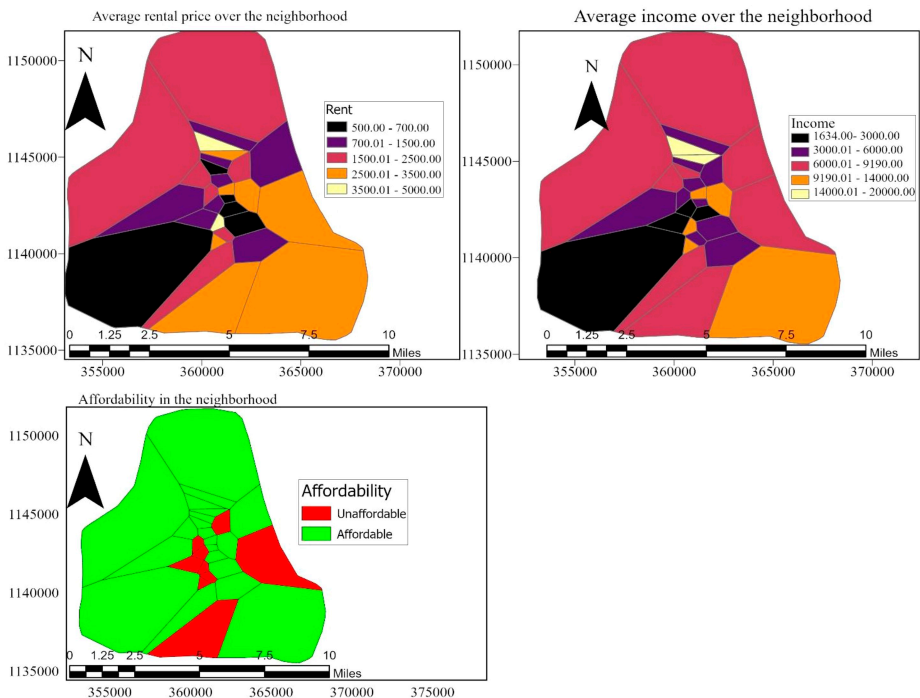 Average rental price over the neighborhood
N
1150000
1145000
1140000
1135000
355000 360000 365000 370000
Rent
500.00 - 700.00
700.01 - 1500.00
1500.01 - 2500.00
2500.01 - 3500.00
3500.01 - 5000.00
0 1.25 2.5 5 7.5 10
Miles
Average income over the neighborhood
N
1150000
1145000
1140000
1135000
355000 360000 365000 370000
Income
1634.00- 3000.00
3000.01 - 6000.00
6000.01 - 9190.00
9190.01 - 14000.00
14000.01 - 20000.00
0 1.25 2.5 5 7.5 10
Miles
Affordability in the neighborhood
N
1150000
1145000
1140000
1135000
355000 360000 365000 370000 375000
Affordability
Unaffordable
Affordable
0 1.25 2.5 5 7.5 10
Miles